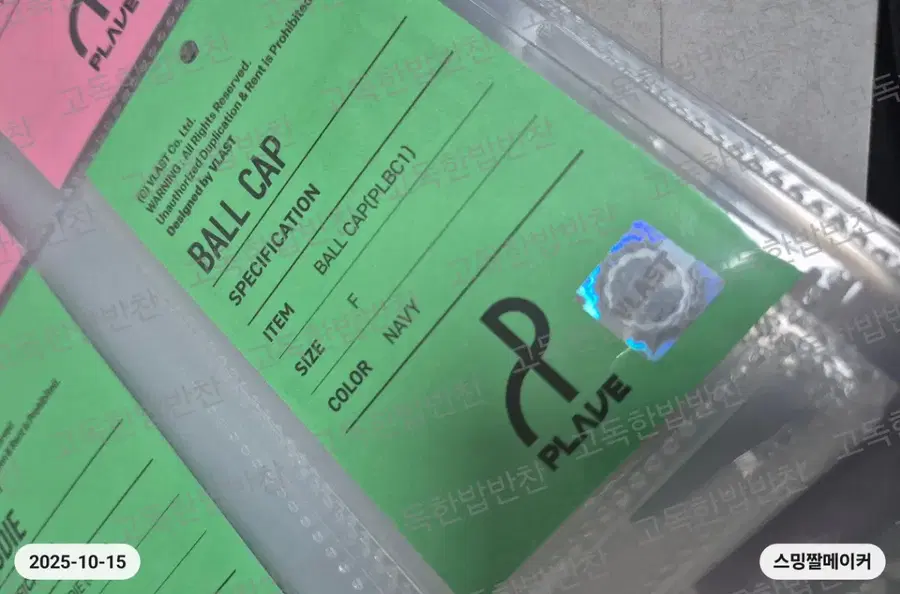 PLAVE
(C) VLAST Co., Ltd.
WARNING : All Rights Reserved.
Unauthorized Duplication & Rent is Prohibited
Designed by VLAST
BALL CAP
SPECIFICATION
ITEM BALL CAP(PLBC1)
SIZE F
COLOR NAVY
VLAST
PLAVE
고독한밥반찬
2025-10-15
스밍짤메이커